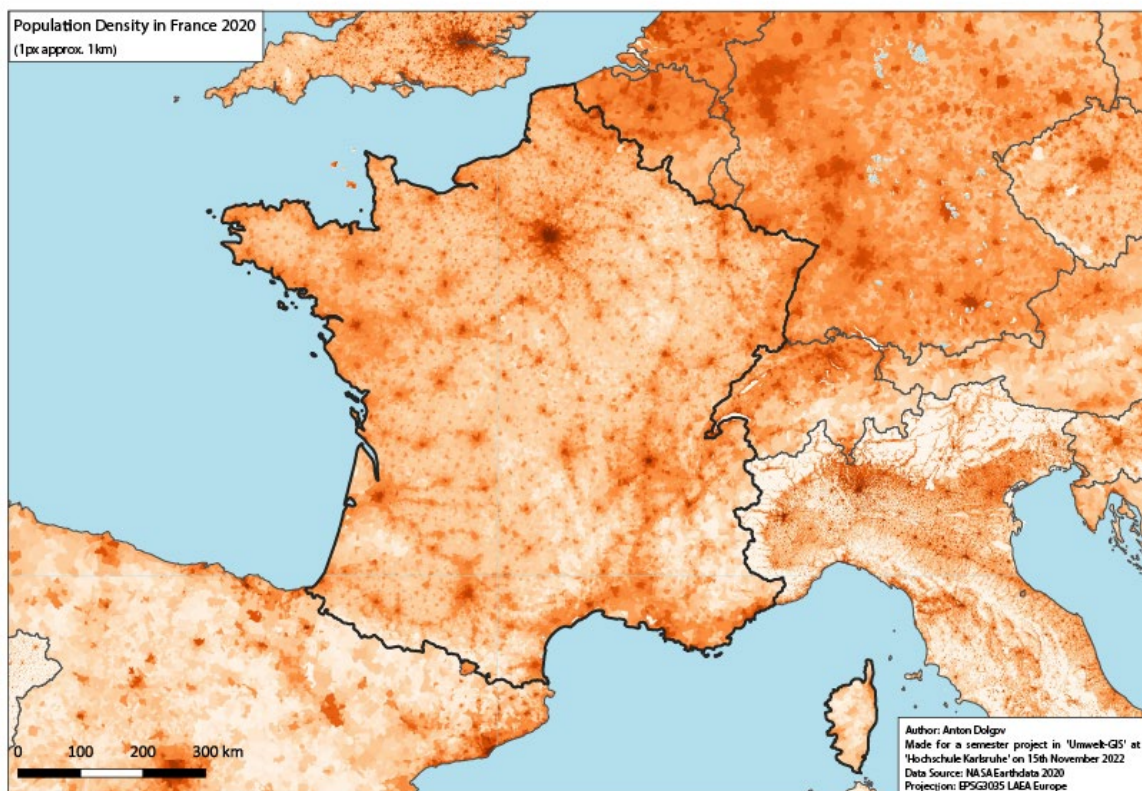 Population Density in France 2020
(1px approx. 1km)
0 100 200 300 km
Author: Anton Dolgov
Made for a semester project in 'Umwelt-GIS' at
'Hochschule Karlsruhe' on 15th November 2022
Data Source: NASA Earthdata 2020
Projection: EPSG3035 LAEA Europe